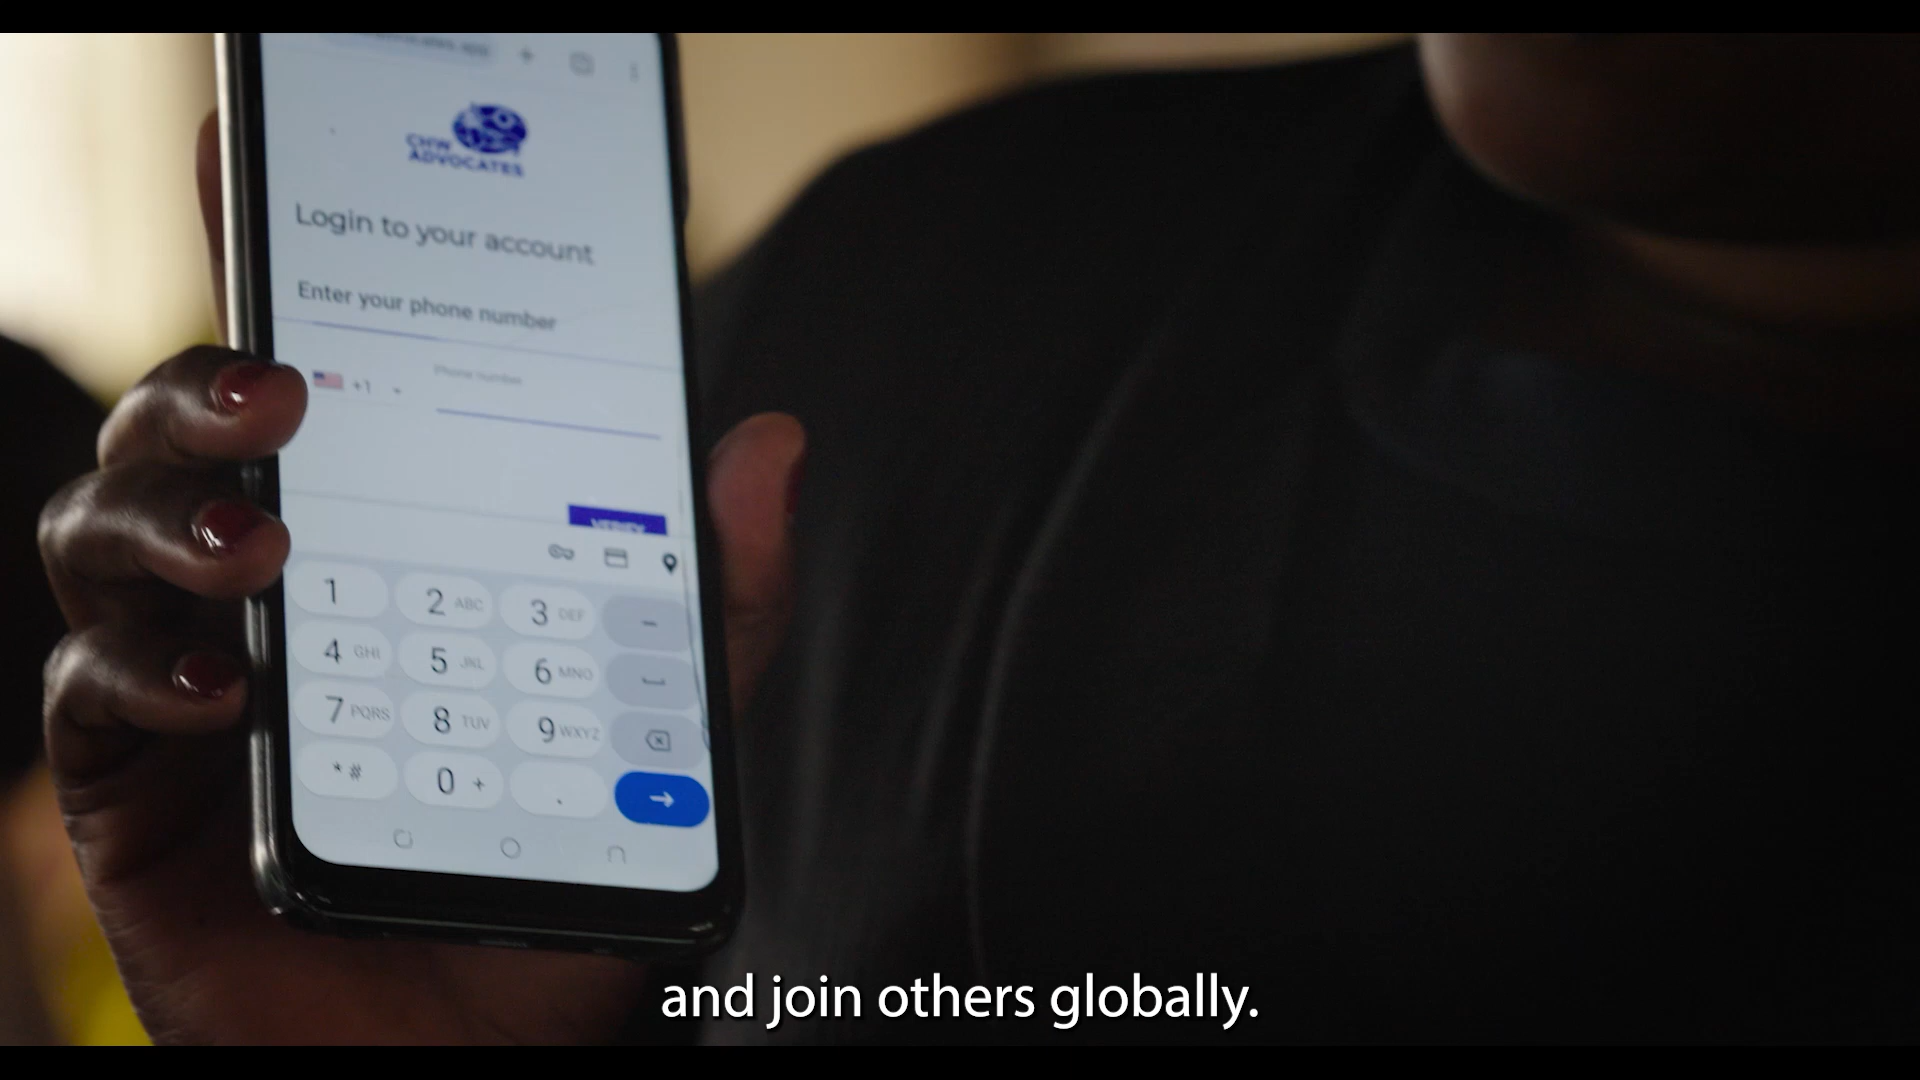 CHW
ADVOCATES
Login to your account
Enter your phone number
+1
Phone number
VERIFY
1
2 ABC
3 DEF
-
4 GHI
5 JKL
6 MNO
7 PQRS
8 TUV
9 WXYZ
* #
0 +
.
and join others globally.